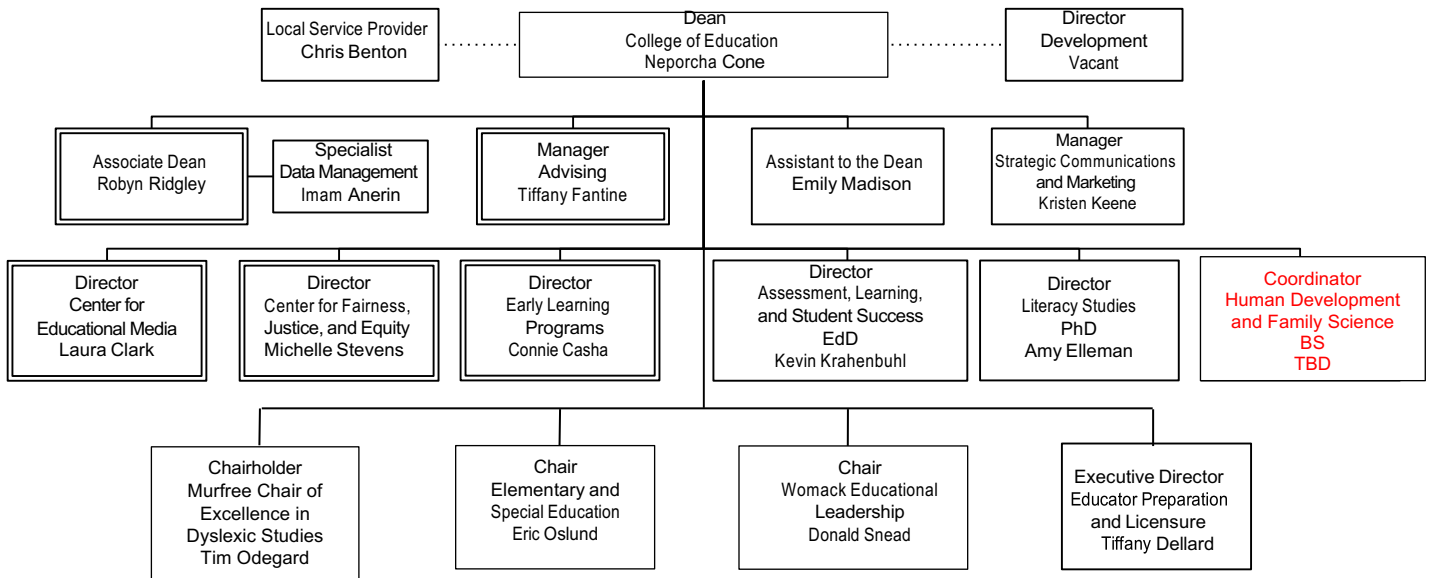 Local Service Provider
Chris Benton
Dean
College of Education
Neporcha Cone
Director
Development
Vacant
Associate Dean
Robyn Ridgley
Specialist
Data Management
Imam Anerin
Manager
Advising
Tiffany Fantine
Assistant to the Dean
Emily Madison
Manager
Strategic Communications
and Marketing
Kristen Keene
Director
Center for
Educational Media
Laura Clark
Director
Center for Fairness,
Justice, and Equity
Michelle Stevens
Director
Early Learning
Programs
Connie Casha
Director
Assessment, Learning,
and Student Success
EdD
Kevin Krahenbuhl
Director
Literacy Studies
PhD
Amy Elleman
Coordinator
Human Development
and Family Science
BS
TBD
Chairholder
Murfree Chair of
Excellence in
Dyslexic Studies
Tim Odegard
Chair
Elementary and
Special Education
Eric Oslund
Chair
Womack Educational
Leadership
Donald Snead
Executive Director
Educator Preparation
and Licensure
Tiffany Dellard